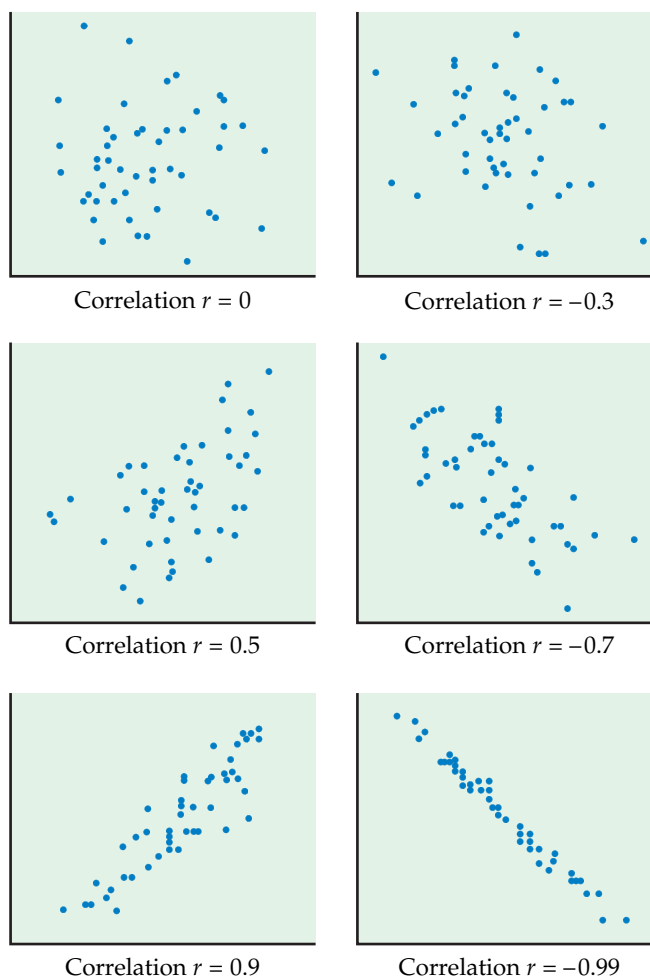 Correlation r = 0
Correlation r = −0.3
Correlation r = 0.5
Correlation r = −0.7
Correlation r = 0.9
Correlation r = −0.99